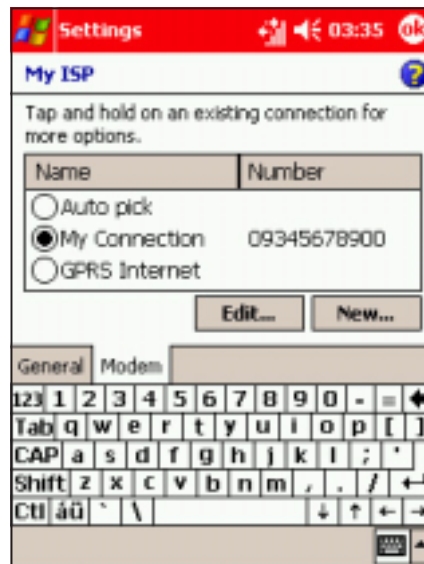 Settings 03:35 ok
My ISP ?
Tap and hold on an existing connection for
more options.
Name Number
Auto pick
My Connection 09345678900
GPRS Internet
Edit... New...
General Modem
123 1 2 3 4 5 6 7 8 9 0 - =
Tab q w e r t y u i o p [ ]
CAP a s d f g h j k l ; '
Shift z x c v b n m , . /
Ctl áü ` \